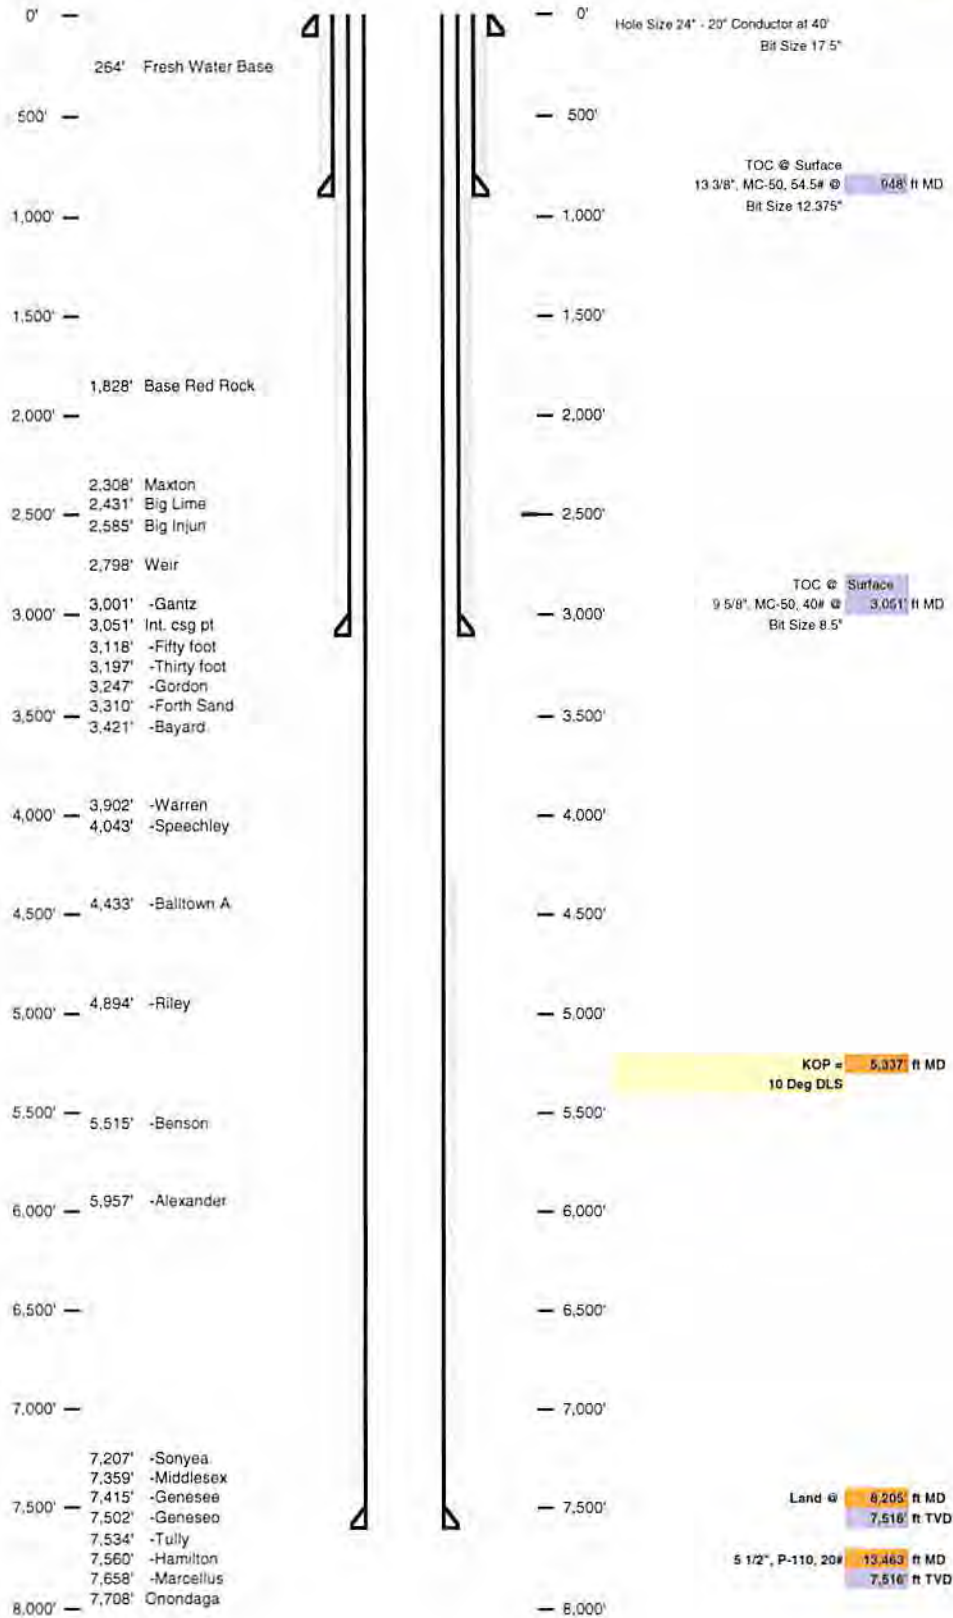 0' 0' Hole Size 24" - 20" Conductor at 40'
Bit Size 17.5"
264' Fresh Water Base
500' 500'
TOC @ Surface
13 3/8", MC-50, 54.5# @ 948' ft MD
Bit Size 12.375"
1,000' 1,000'
1,500' 1,500'
1,828' Base Red Rock
2,000' 2,000'
2,308' Maxton
2,431' Big Lime
2,500' 2,500'
2,585' Big Injun
2,798' Weir
TOC @ Surface
3,001' -Gantz
9 5/8", MC-50, 40# @ 3,051' ft MD
3,000' 3,000'
3,051' Int. csg pt
Bit Size 8.5"
3,118' -Fifty foot
3,197' -Thirty foot
3,247' -Gordon
3,310' -Forth Sand
3,500' 3,500'
3,421' -Bayard
3,902' -Warren
4,000' 4,000'
4,043' -Speechley
4,433' -Balltown A
4,500' 4,500'
4,894' -Riley
5,000' 5,000'
KOP = 5,337' ft MD
10 Deg DLS
5,500' 5,500'
5,515' -Benson
5,957' -Alexander
6,000' 6,000'
6,500' 6,500'
7,000' 7,000'
7,207' -Sonyea
7,359' -Middlesex
7,415' -Genesee
Land @ 8,205' ft MD
7,500' 7,500'
7,502' -Geneseo
7,516' ft TVD
7,534' -Tully
7,560' -Hamilton
5 1/2", P-110, 20# 13,463' ft MD
7,658' -Marcellus
7,516' ft TVD
7,708' Onondaga
8,000' 8,000'